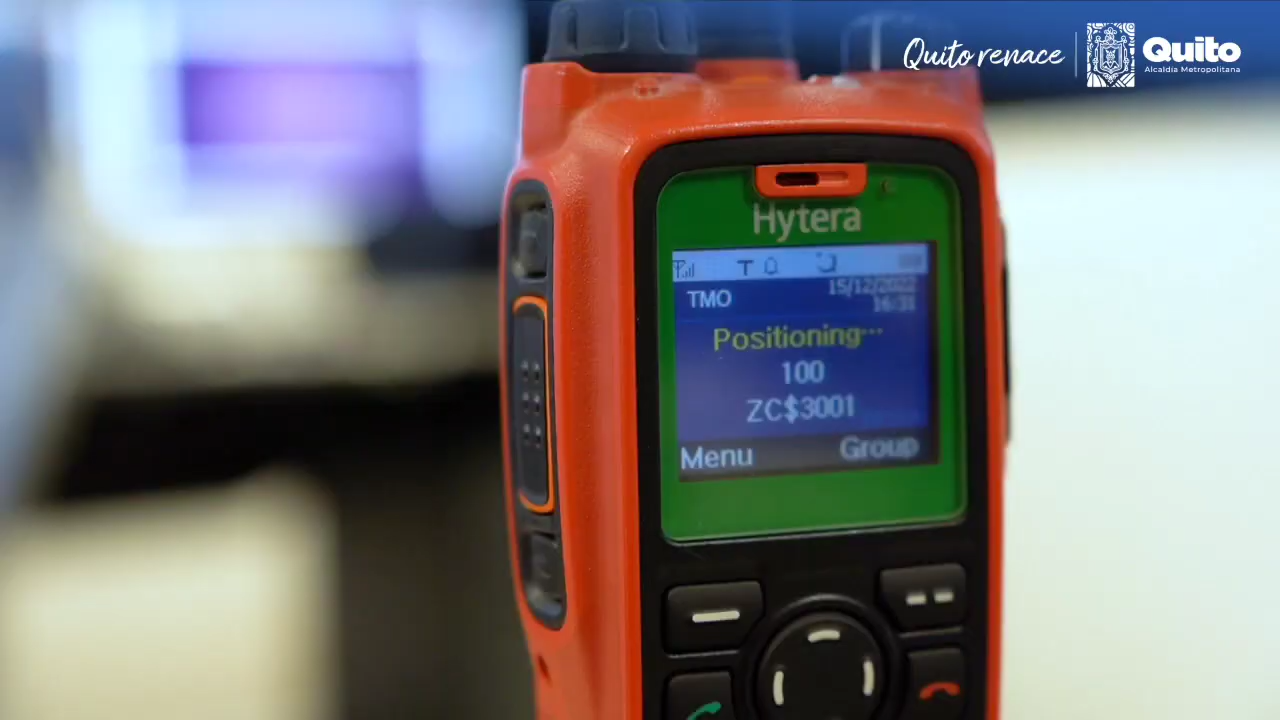 Quito renace
Quito
Alcaldía Metropolitana
Hytera
TMO
15/12/2022
16:31
Positioning...
100
ZC$3001
Menu
Group